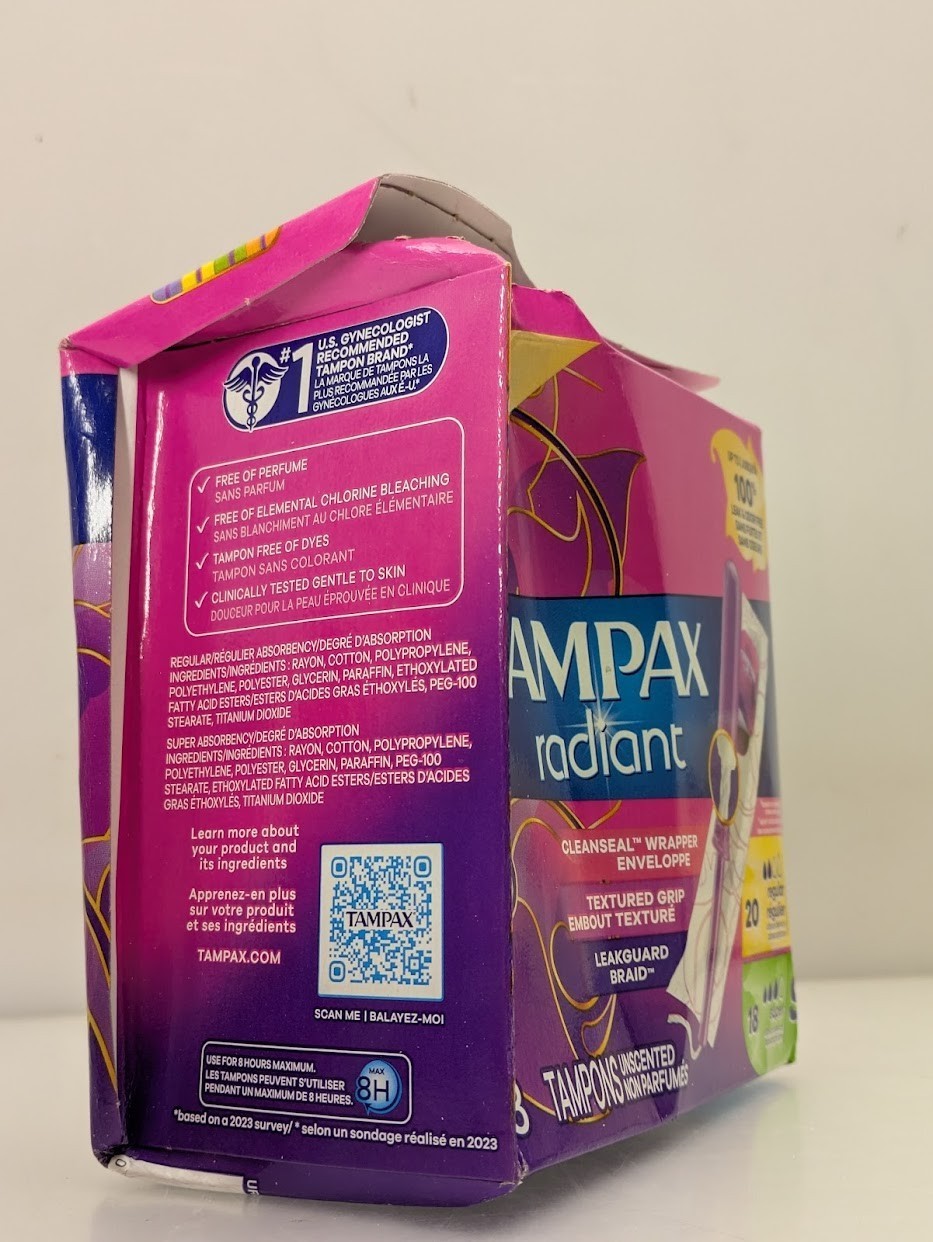 #1
U.S. GYNECOLOGIST
RECOMMENDED
TAMPON BRAND*
LA MARQUE DE TAMPONS LA
PLUS RECOMMANDÉE PAR LES
GYNÉCOLOGUES AUX É-U.*
FREE OF PERFUME
SANS PARFUM
FREE OF ELEMENTAL CHLORINE BLEACHING
SANS BLANCHIMENT AU CHLORE ÉLÉMENTAIRE
TAMPON FREE OF DYES
TAMPON SANS COLORANT
CLINICALLY TESTED GENTLE TO SKIN
DOUCEUR POUR LA PEAU ÉPROUVÉE EN CLINIQUE
REGULAR/RÉGULIER ABSORBENCY/DEGRÉ D'ABSORPTION
INGREDIENTS/INGRÉDIENTS : RAYON, COTTON, POLYPROPYLENE,
POLYETHYLENE, POLYESTER, GLYCERIN, PARAFFIN, ETHOXYLATED
FATTY ACID ESTERS/ESTERS D'ACIDES GRAS ÉTHOXYLÉS, PEG-100
STEARATE, TITANIUM DIOXIDE
SUPER ABSORBENCY/DEGRÉ D'ABSORPTION
INGREDIENTS/INGRÉDIENTS : RAYON, COTTON, POLYPROPYLENE,
POLYETHYLENE, POLYESTER, GLYCERIN, PARAFFIN, PEG-100
STEARATE, ETHOXYLATED FATTY ACID ESTERS/ESTERS D'ACIDES
GRAS ÉTHOXYLÉS, TITANIUM DIOXIDE
Learn more about
your product and
its ingredients
Apprenez-en plus
sur votre produit
et ses ingrédients
TAMPAX.COM
TAMPAX
SCAN ME | BALAYEZ-MOI
USE FOR 8 HOURS MAXIMUM.
LES TAMPONS PEUVENT S'UTILISER
PENDANT UN MAXIMUM DE 8 HEURES.
MAX
8H
*based on a 2023 survey/ * selon un sondage réalisé en 2023
100%
AMPAX
radiant
CLEANSEAL™ WRAPPER
ENVELOPPE
TEXTURED GRIP
EMBOUT TEXTURÉ
LEAKGUARD
BRAID™
20
regular
18
super
TAMPONS
UNSCENTED
NON PARFUMÉS